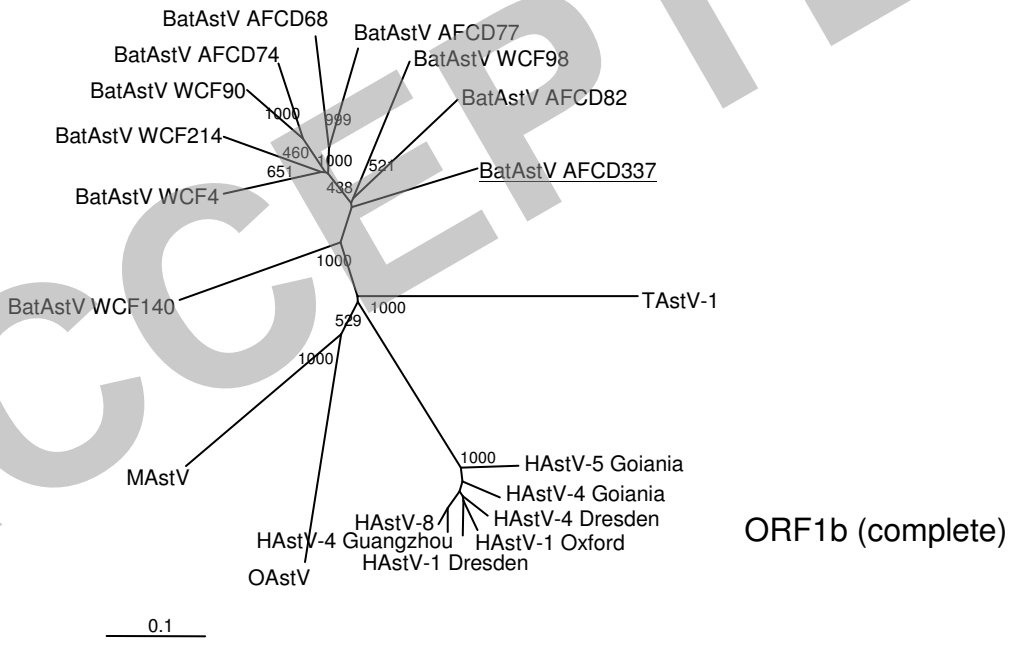 BatAstV AFCD68
BatAstV AFCD77
BatAstV AFCD74
BatAstV WCF98
BatAstV WCF90
BatAstV AFCD82
1000
999
BatAstV WCF214
460
1000
521
651
BatAstV AFCD337
438
BatAstV WCF4
1000
BatAstV WCF140
TAstV-1
1000
529
1000
1000
HAstV-5 Goiania
MAstV
HAstV-4 Goiania
HAstV-8
HAstV-4 Dresden
ORF1b (complete)
HAstV-4 Guangzhou
HAstV-1 Oxford
HAstV-1 Dresden
OAstV
0.1
CCEPT